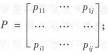 P = [ p₁₁ ⋯ ⋯ p₁ⱼ
⋮ ⋯ ⋯ ⋮
pᵢ₁ ⋯ ⋯ pᵢⱼ ] ;